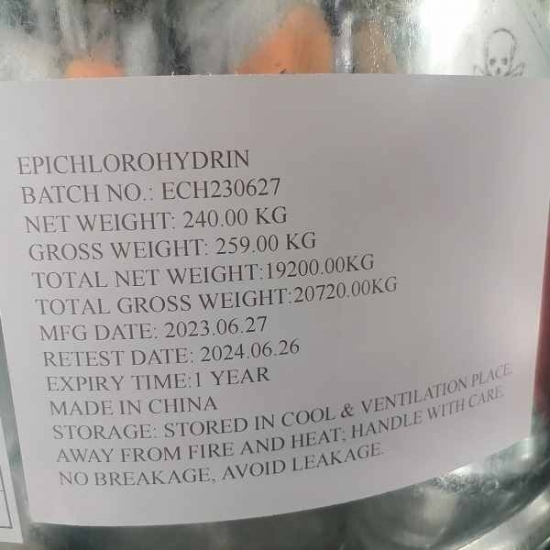 EPICHLOROHYDRIN
BATCH NO.: ECH230627
NET WEIGHT: 240.00 KG
GROSS WEIGHT: 259.00 KG
TOTAL NET WEIGHT:19200.00KG
TOTAL GROSS WEIGHT:20720.00KG
MFG DATE: 2023.06.27
RETEST DATE: 2024.06.26
EXPIRY TIME:1 YEAR
MADE IN CHINA
STORAGE: STORED IN COOL & VENTILATION PLACE
AWAY FROM FIRE AND HEAT; HANDLE WITH CARE
NO BREAKAGE, AVOID LEAKAGE.